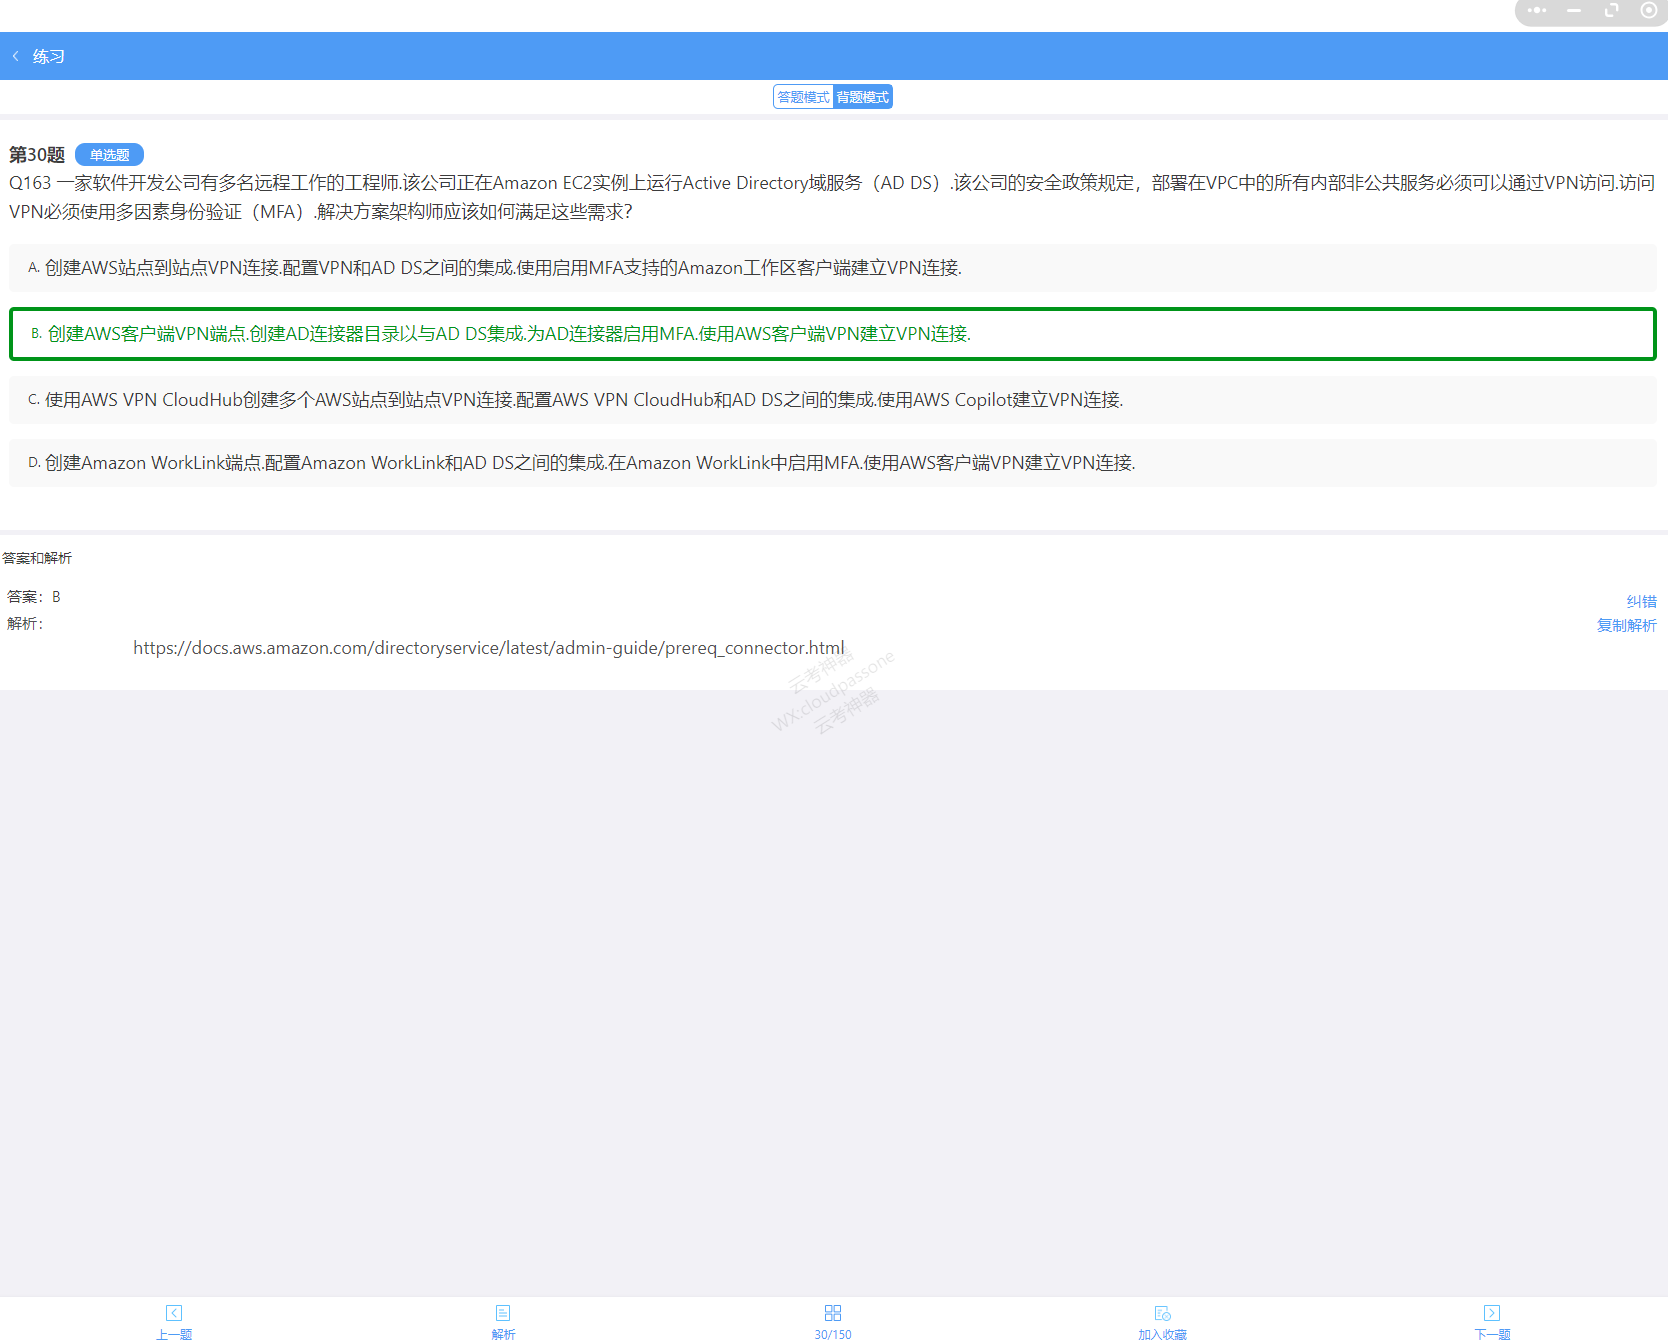 练习
答题模式 背题模式
第30题 单选题
Q163 一家软件开发公司有多名远程工作的工程师.该公司正在Amazon EC2实例上运行Active Directory域服务（AD DS）.该公司的安全政策规定，部署在VPC中的所有内部非公共服务必须可以通过VPN访问.访问
VPN必须使用多因素身份验证（MFA）.解决方案架构师应该如何满足这些需求？
A. 创建AWS站点到站点VPN连接.配置VPN和AD DS之间的集成.使用启用MFA支持的Amazon工作区客户端建立VPN连接.
B. 创建AWS客户端VPN端点.创建AD连接器目录以与AD DS集成.为AD连接器启用MFA.使用AWS客户端VPN建立VPN连接.
C. 使用AWS VPN CloudHub创建多个AWS站点到站点VPN连接.配置AWS VPN CloudHub和AD DS之间的集成.使用AWS Copilot建立VPN连接.
D. 创建Amazon WorkLink端点.配置Amazon WorkLink和AD DS之间的集成.在Amazon WorkLink中启用MFA.使用AWS客户端VPN建立VPN连接.
答案和解析
答案：B
纠错
解析：
复制解析
https://docs.aws.amazon.com/directoryservice/latest/admin-guide/prereq_connector.html
云考神器
WX:cloudpassone
云考神器
上一题 解析 30/150 加入收藏 下一题